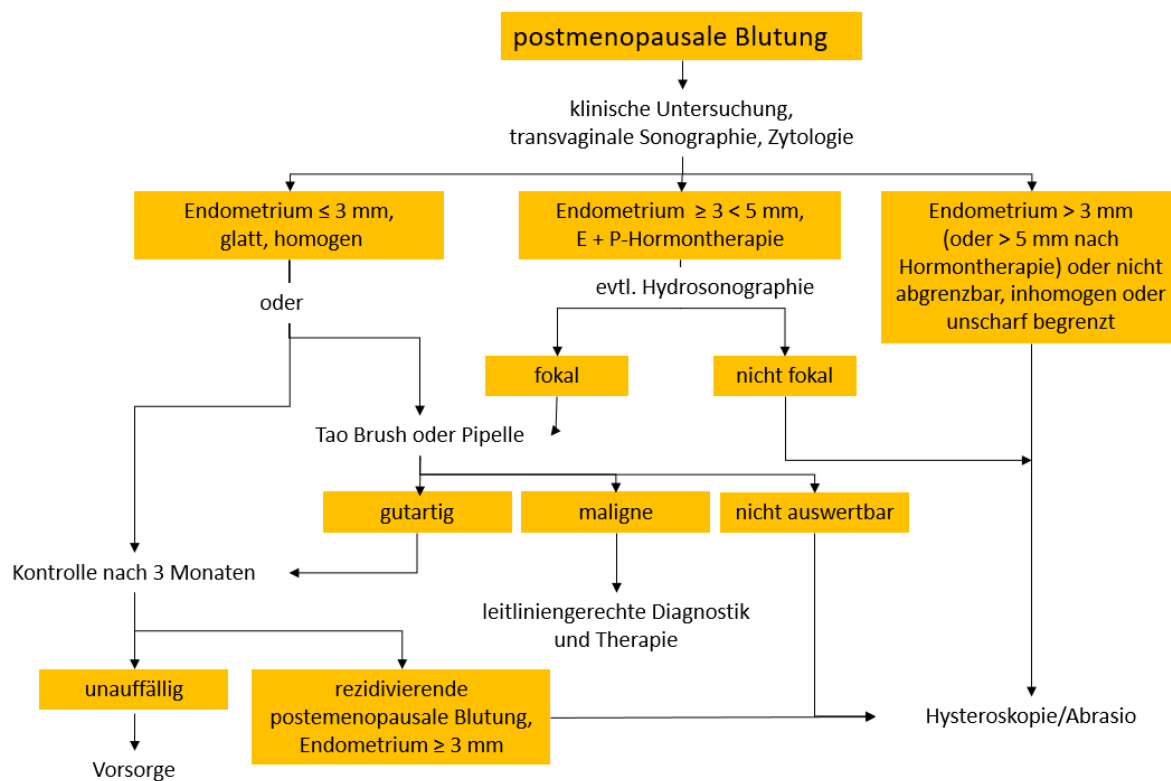 postmenopausale Blutung
klinische Untersuchung,
transvaginale Sonographie, Zytologie
Endometrium ≤ 3 mm,
glatt, homogen
Endometrium ≥ 3 < 5 mm,
E + P-Hormontherapie
Endometrium > 3 mm
(oder > 5 mm nach
Hormontherapie) oder nicht
abgrenzbar, inhomogen oder
unscharf begrenzt
oder
evtl. Hydrosonographie
fokal
nicht fokal
Tao Brush oder Pipelle
gutartig
maligne
nicht auswertbar
Kontrolle nach 3 Monaten
leitliniengerechte Diagnostik
und Therapie
unauffällig
rezidivierende
postemenopausale Blutung,
Endometrium ≥ 3 mm
Hysteroskopie/Abrasio
Vorsorge